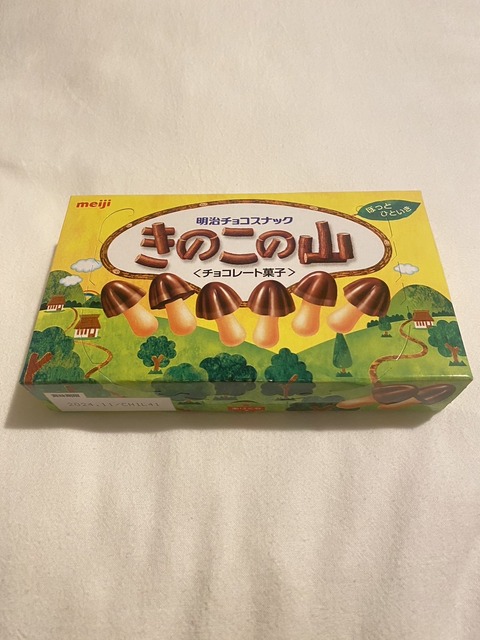 meiji
ほっと
ひといき
明治チョコスナック
きのこの山
〈チョコレート菓子〉